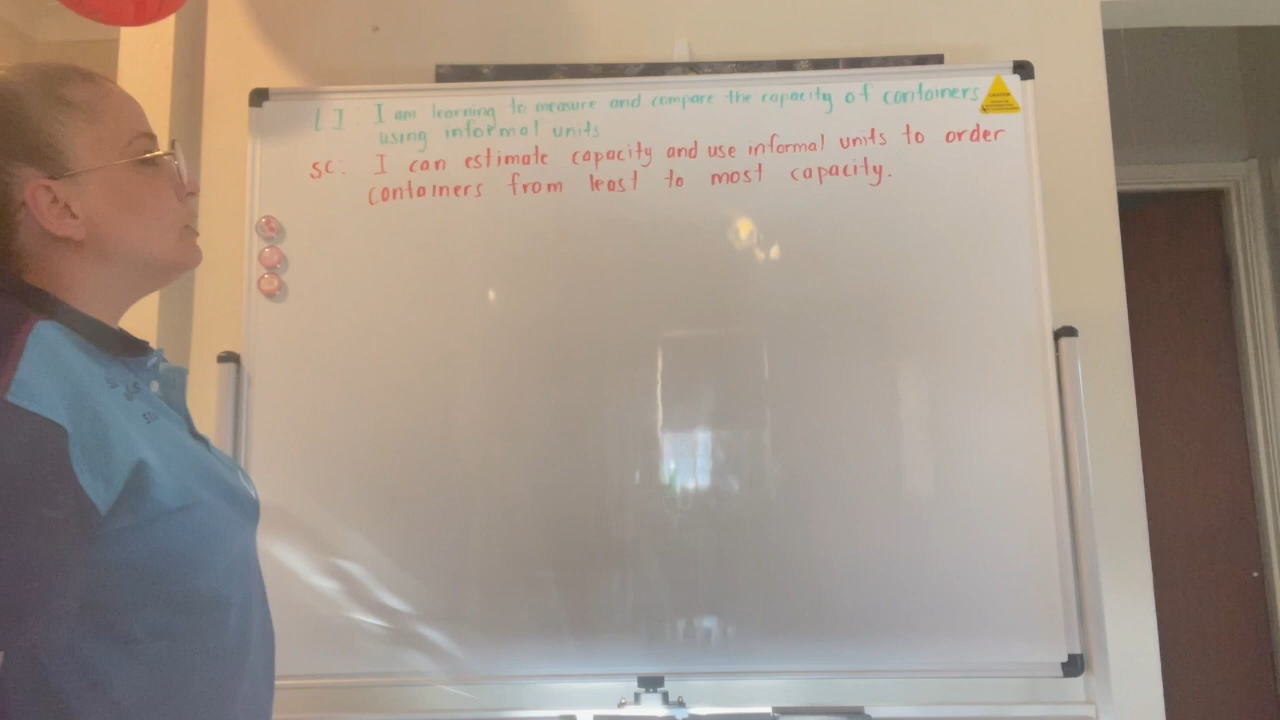 LI: I am learning to measure and compare the capacity of containers
using informal units
SC: I can estimate capacity and use informal units to order
containers from least to most capacity.
CAUTION